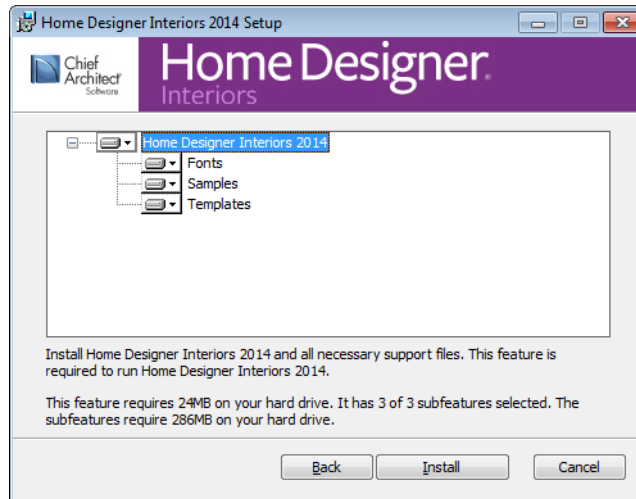 Home Designer Interiors 2014 Setup
Chief
Architect
Software
Home Designer®
Interiors
Home Designer Interiors 2014
Fonts
Samples
Templates
Install Home Designer Interiors 2014 and all necessary support files. This feature is
required to run Home Designer Interiors 2014.
This feature requires 24MB on your hard drive. It has 3 of 3 subfeatures selected. The
subfeatures require 286MB on your hard drive.
Back Install Cancel